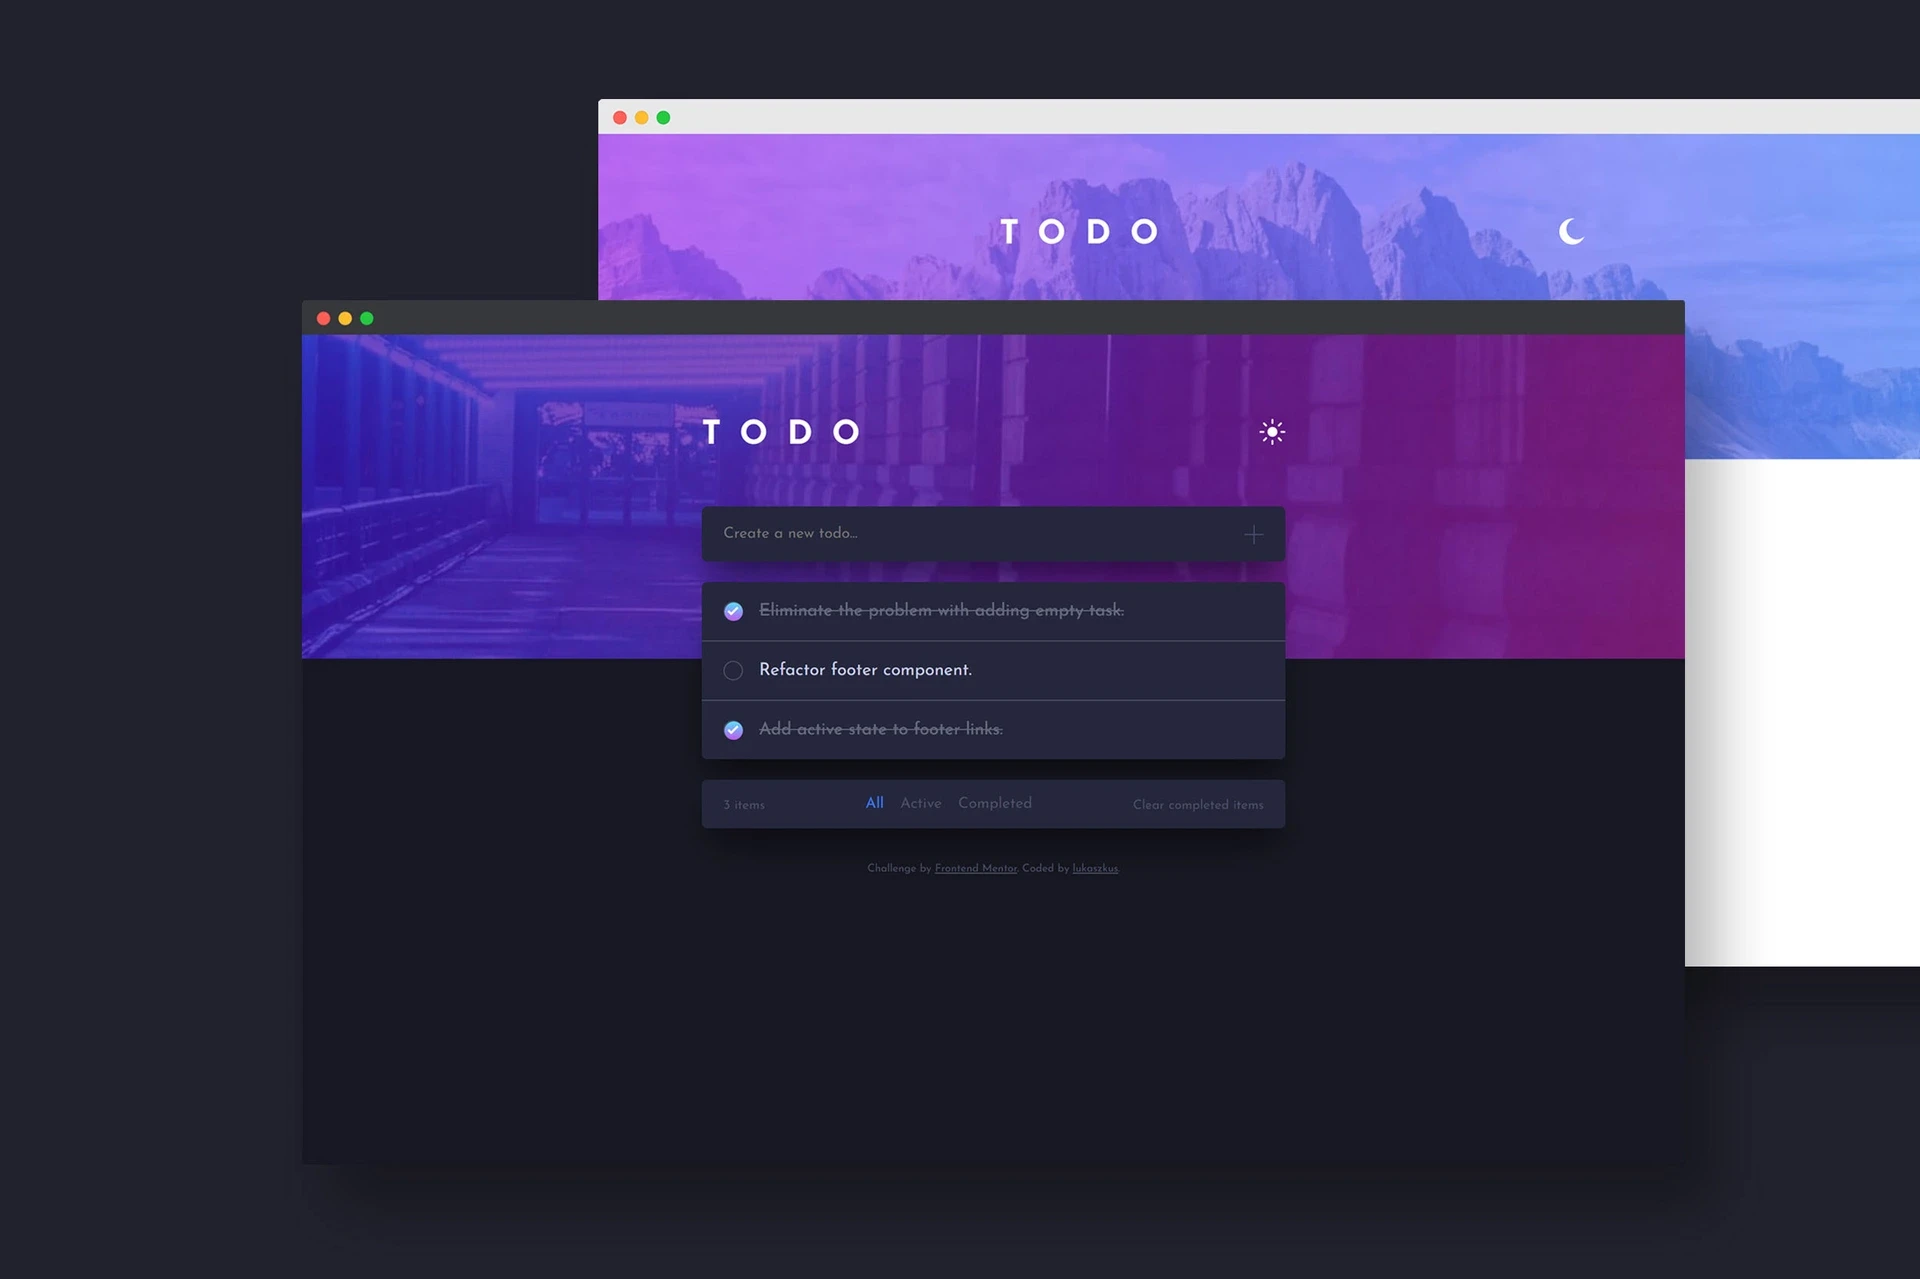 TODO
TODO
Create a new todo...
Eliminate the problem with adding empty task.
Refactor footer component.
Add active state to footer links.
3 items All Active Completed Clear completed items
Challenge by Frontend Mentor. Coded by lukaszkus.